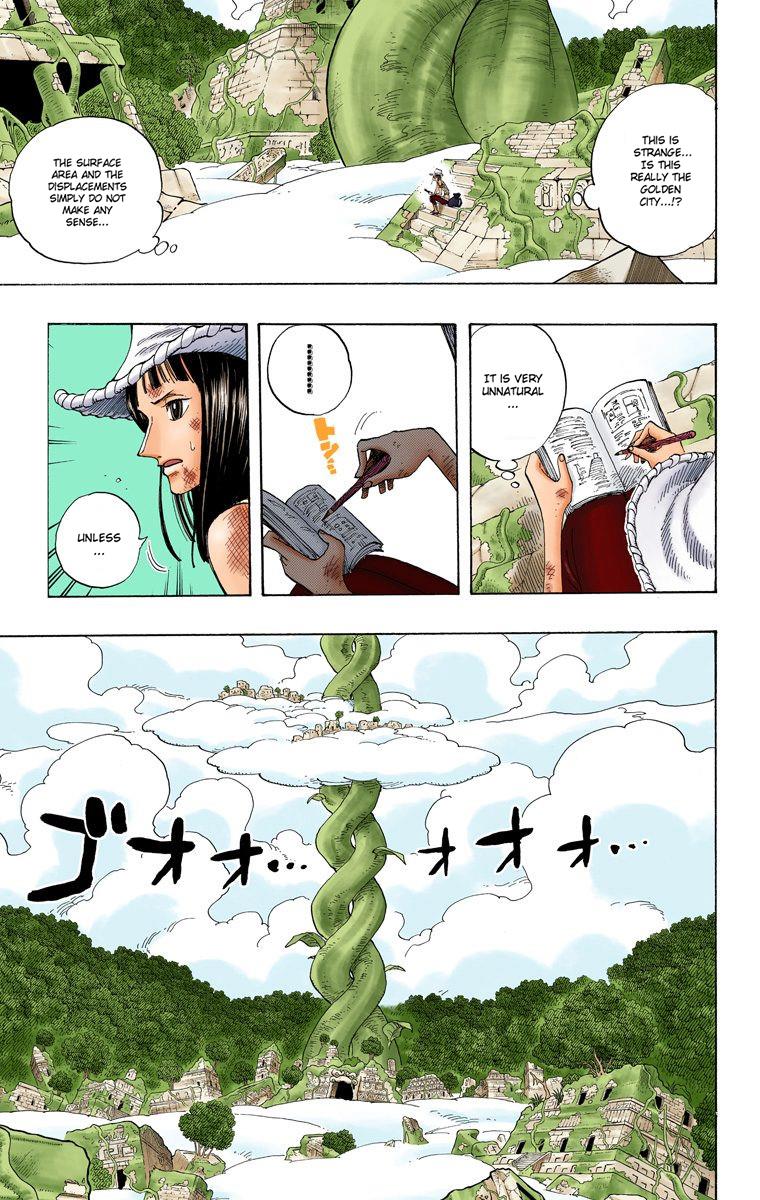 THIS IS
STRANGE...
IS THIS
REALLY THE
GOLDEN
CITY...!?
THE SURFACE
AREA AND THE
DISPLACEMENTS
SIMPLY DO NOT
MAKE ANY
SENSE...
IT IS VERY
UNNATURAL
...
トン...
UNLESS
...
ゴオオ...
オオオ...